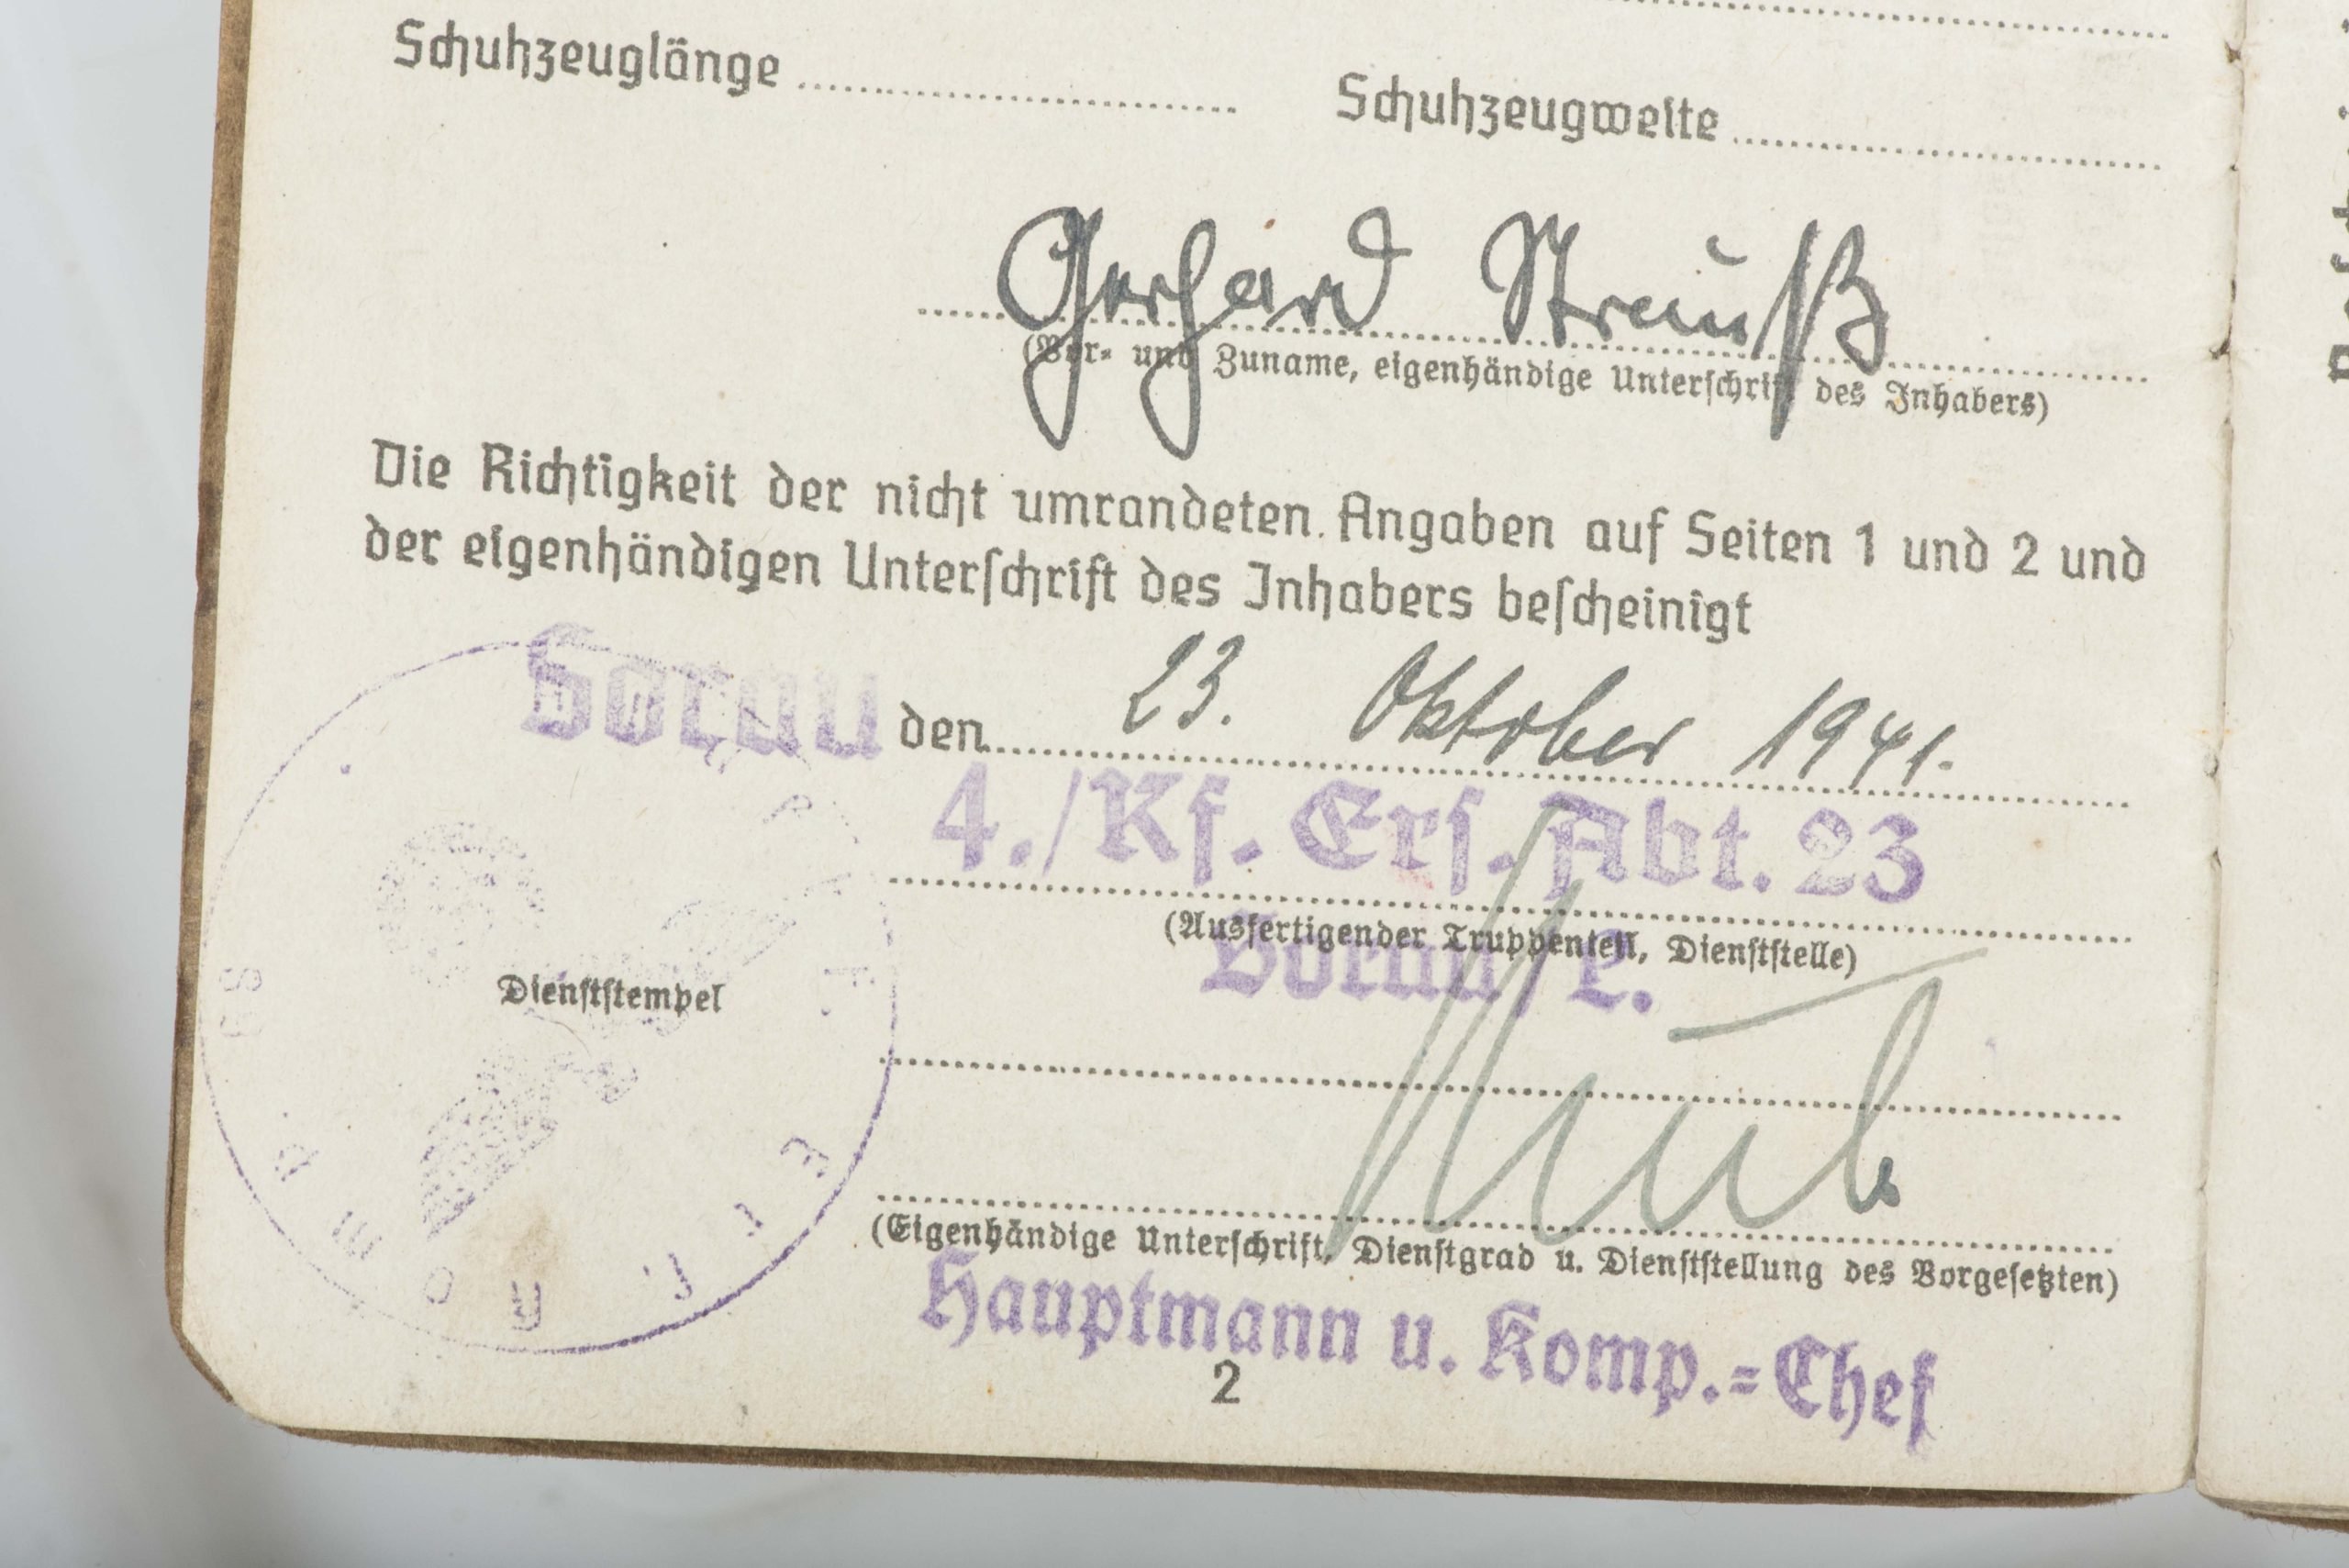 Schuhzeuglänge Schuhzeugweite
Gerhard Strauß
(Vor- und Zuname, eigenhändige Unterschrift des Inhabers)
Die Richtigkeit der nicht umrandeten Angaben auf Seiten 1 und 2 und
der eigenhändigen Unterschrift des Inhabers bescheinigt
Sorau den 23. Oktober 1941.
4./Kf. Ers. Abt. 23
(Ausfertigender Truppenteil, Dienststelle)
Sorau/L.
Dienststempel
(Eigenhändige Unterschrift, Dienstgrad u. Dienststellung des Vorgesetzten)
Hauptmann u. Komp.=Chef
2